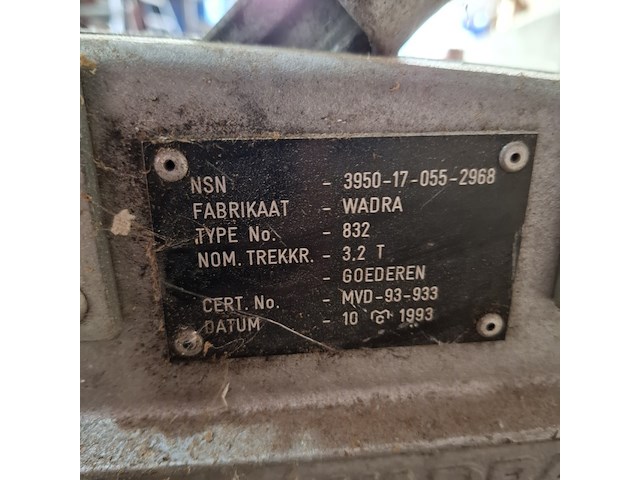 NSN - 3950-17-055-2968
FABRIKAAT - WADRA
TYPE No. - 832
NOM. TREKKR. - 3.2 T
- GOEDEREN
CERT. No. - MVD-93-933
DATUM - 10 1993